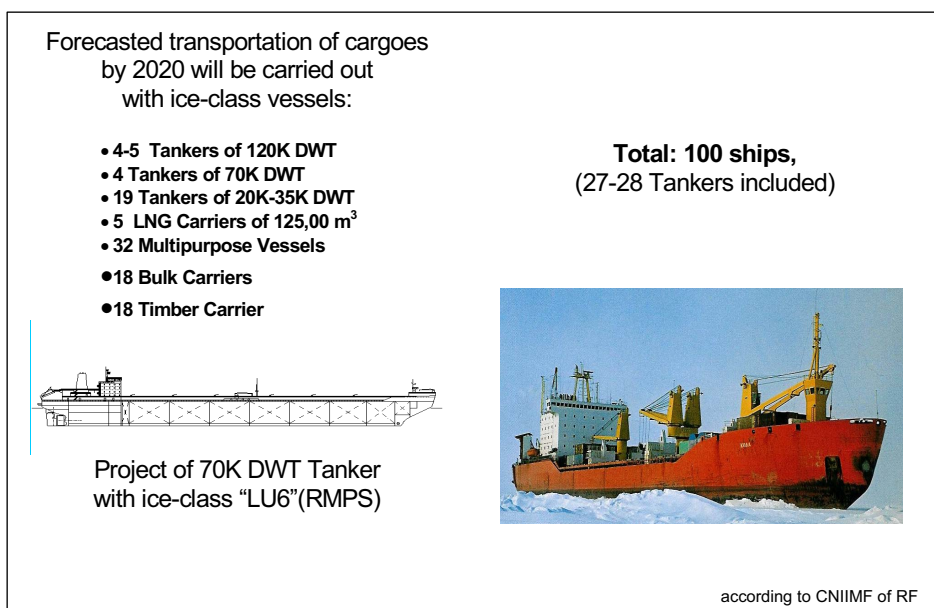 Forecasted transportation of cargoes
by 2020 will be carried out
with ice-class vessels:
• 4-5 Tankers of 120K DWT
• 4 Tankers of 70K DWT
• 19 Tankers of 20K-35K DWT
• 5 LNG Carriers of 125,00 m³
• 32 Multipurpose Vessels
•18 Bulk Carriers
•18 Timber Carrier
Project of 70K DWT Tanker
with ice-class “LU6”(RMPS)
Total: 100 ships,
(27-28 Tankers included)
according to CNIIMF of RF